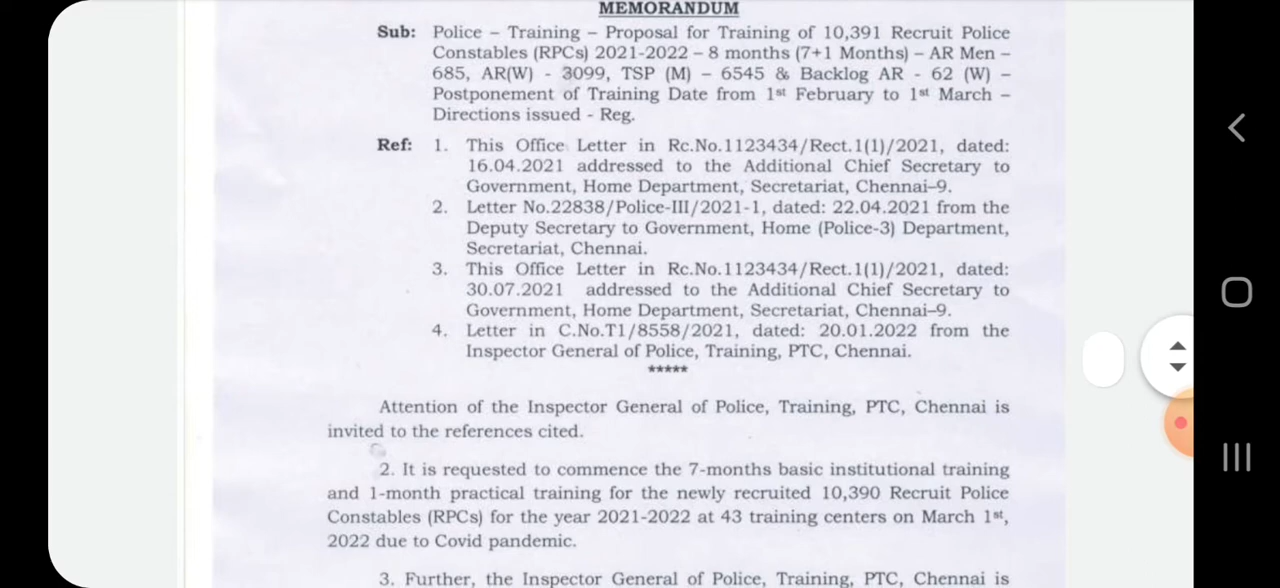 MEMORANDUM
Sub: Police – Training – Proposal for Training of 10,391 Recruit Police
Constables (RPCs) 2021-2022 – 8 months (7+1 Months) – AR Men –
685, AR(W) - 3099, TSP (M) – 6545 & Backlog AR - 62 (W) –
Postponement of Training Date from 1st February to 1st March –
Directions issued - Reg.
Ref: 1. This Office Letter in Rc.No.1123434/Rect.1(1)/2021, dated:
16.04.2021 addressed to the Additional Chief Secretary to
Government, Home Department, Secretariat, Chennai–9.
2. Letter No.22838/Police-III/2021-1, dated: 22.04.2021 from the
Deputy Secretary to Government, Home (Police-3) Department,
Secretariat, Chennai.
3. This Office Letter in Rc.No.1123434/Rect.1(1)/2021, dated:
30.07.2021 addressed to the Additional Chief Secretary to
Government, Home Department, Secretariat, Chennai–9.
4. Letter in C.No.T1/8558/2021, dated: 20.01.2022 from the
Inspector General of Police, Training, PTC, Chennai.
*****
Attention of the Inspector General of Police, Training, PTC, Chennai is
invited to the references cited.
2. It is requested to commence the 7-months basic institutional training
and 1-month practical training for the newly recruited 10,390 Recruit Police
Constables (RPCs) for the year 2021-2022 at 43 training centers on March 1st,
2022 due to Covid pandemic.
3. Further, the Inspector General of Police, Training, PTC, Chennai is